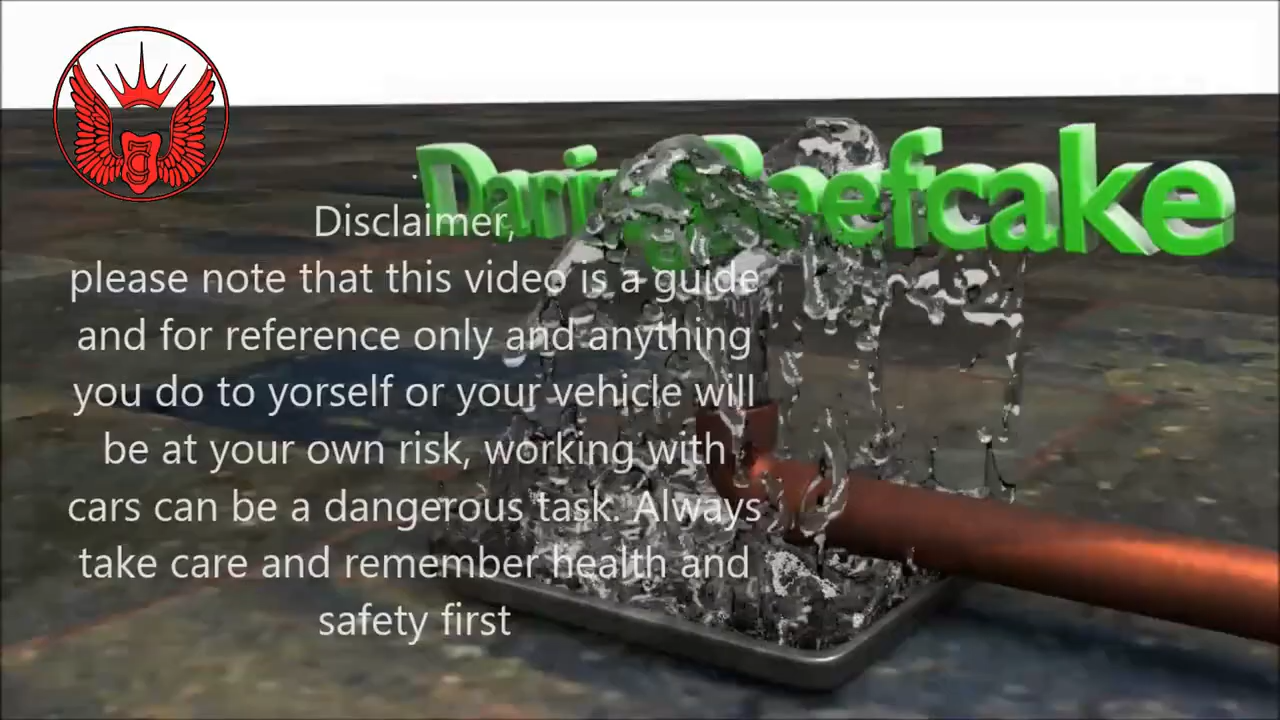 Beefcake
Disclaimer,
please note that this video is a guide
and for reference only and anything
you do to yorself or your vehicle will
be at your own risk, working with
cars can be a dangerous task. Always
take care and remember health and
safety first